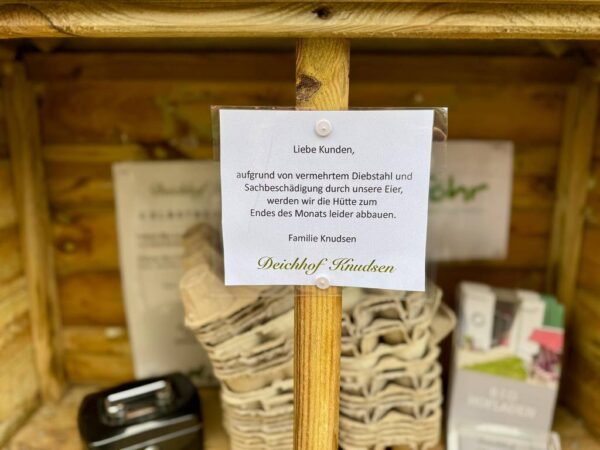 Liebe Kunden,
aufgrund von vermehrtem Diebstahl und
Sachbeschädigung durch unsere Eier,
werden wir die Hütte zum
Endes des Monats leider abbauen.
Familie Knudsen
Deichhof Knudsen
Deichhof